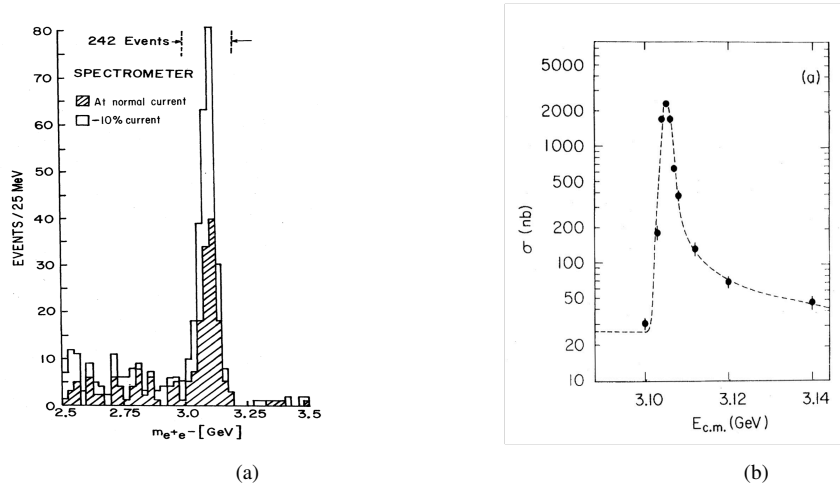 80
70
60
50
40
30
20
10
0
EVENTS / 25 MeV
242 Events
SPECTROMETER
At normal current
-10% current
2.5 2.75 3.0 3.25 3.5
me+e- [GeV]
(a)
(a)
5000
2000
1000
500
200
100
50
20
10
σ (nb)
3.10 3.12 3.14
Ec.m. (GeV)
(b)